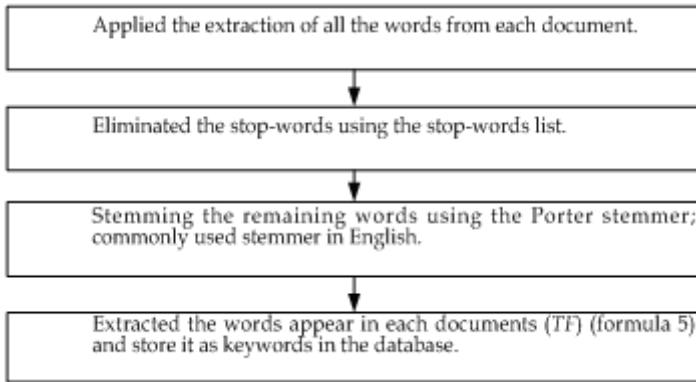 Applied the extraction of all the words from each document.
Eliminated the stop-words using the stop-words list.
Stemming the remaining words using the Porter stemmer;
commonly used stemmer in English.
Extracted the words appear in each documents (TF) (formula 5)
and store it as keywords in the database.